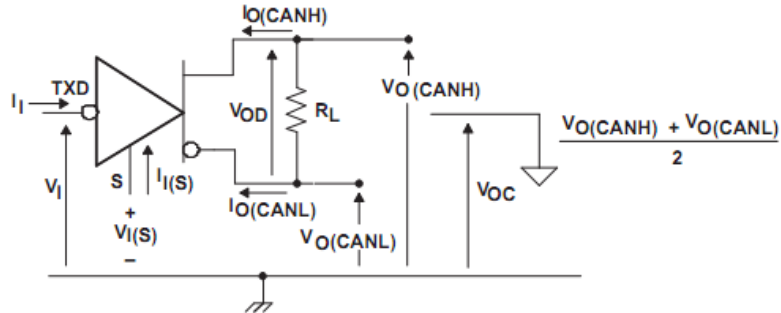 IO(CANH)
TXD
II
VOD
RL
VO(CANH)
VO(CANH) + VO(CANL)
2
VI
S
II(S)
IO(CANL)
VOC
+
VI(S)
–
VO(CANL)